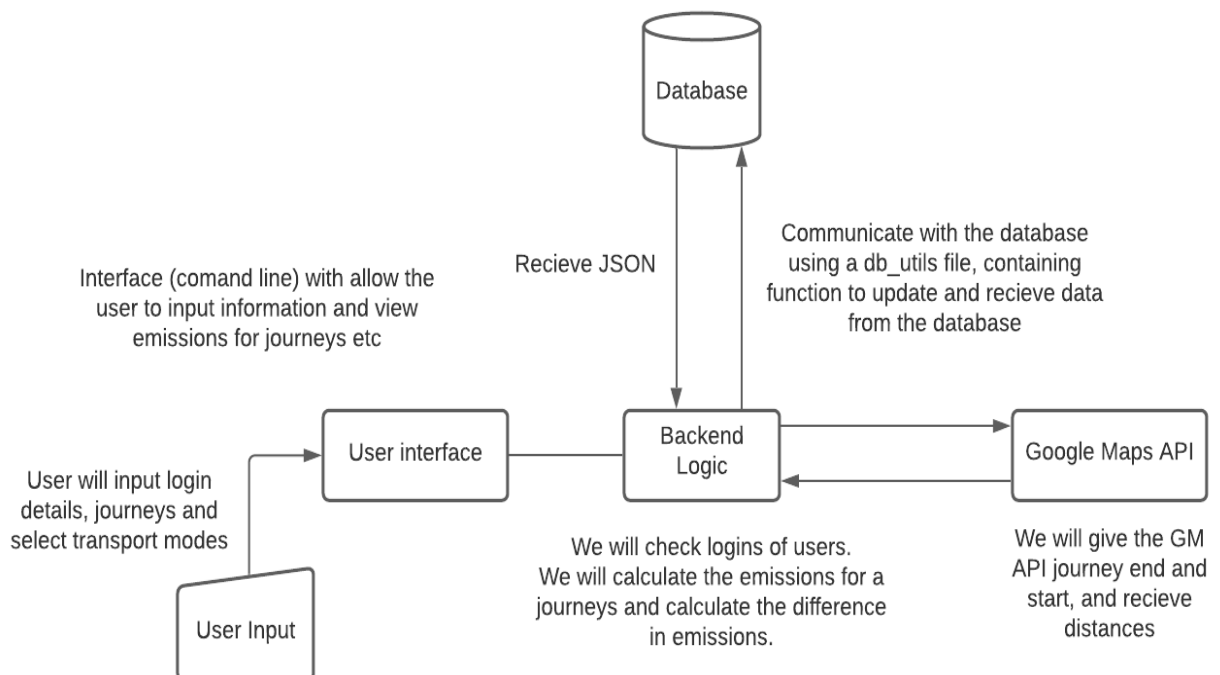 Database
Recieve JSON
Communicate with the database
using a db_utils file, containing
function to update and recieve data
from the database
Interface (comand line) with allow the
user to input information and view
emissions for journeys etc
User interface
Backend
Logic
Google Maps API
User will input login
details, journeys and
select transport modes
We will check logins of users.
We will calculate the emissions for a
journeys and calculate the difference
in emissions.
We will give the GM
API journey end and
start, and recieve
distances
User Input